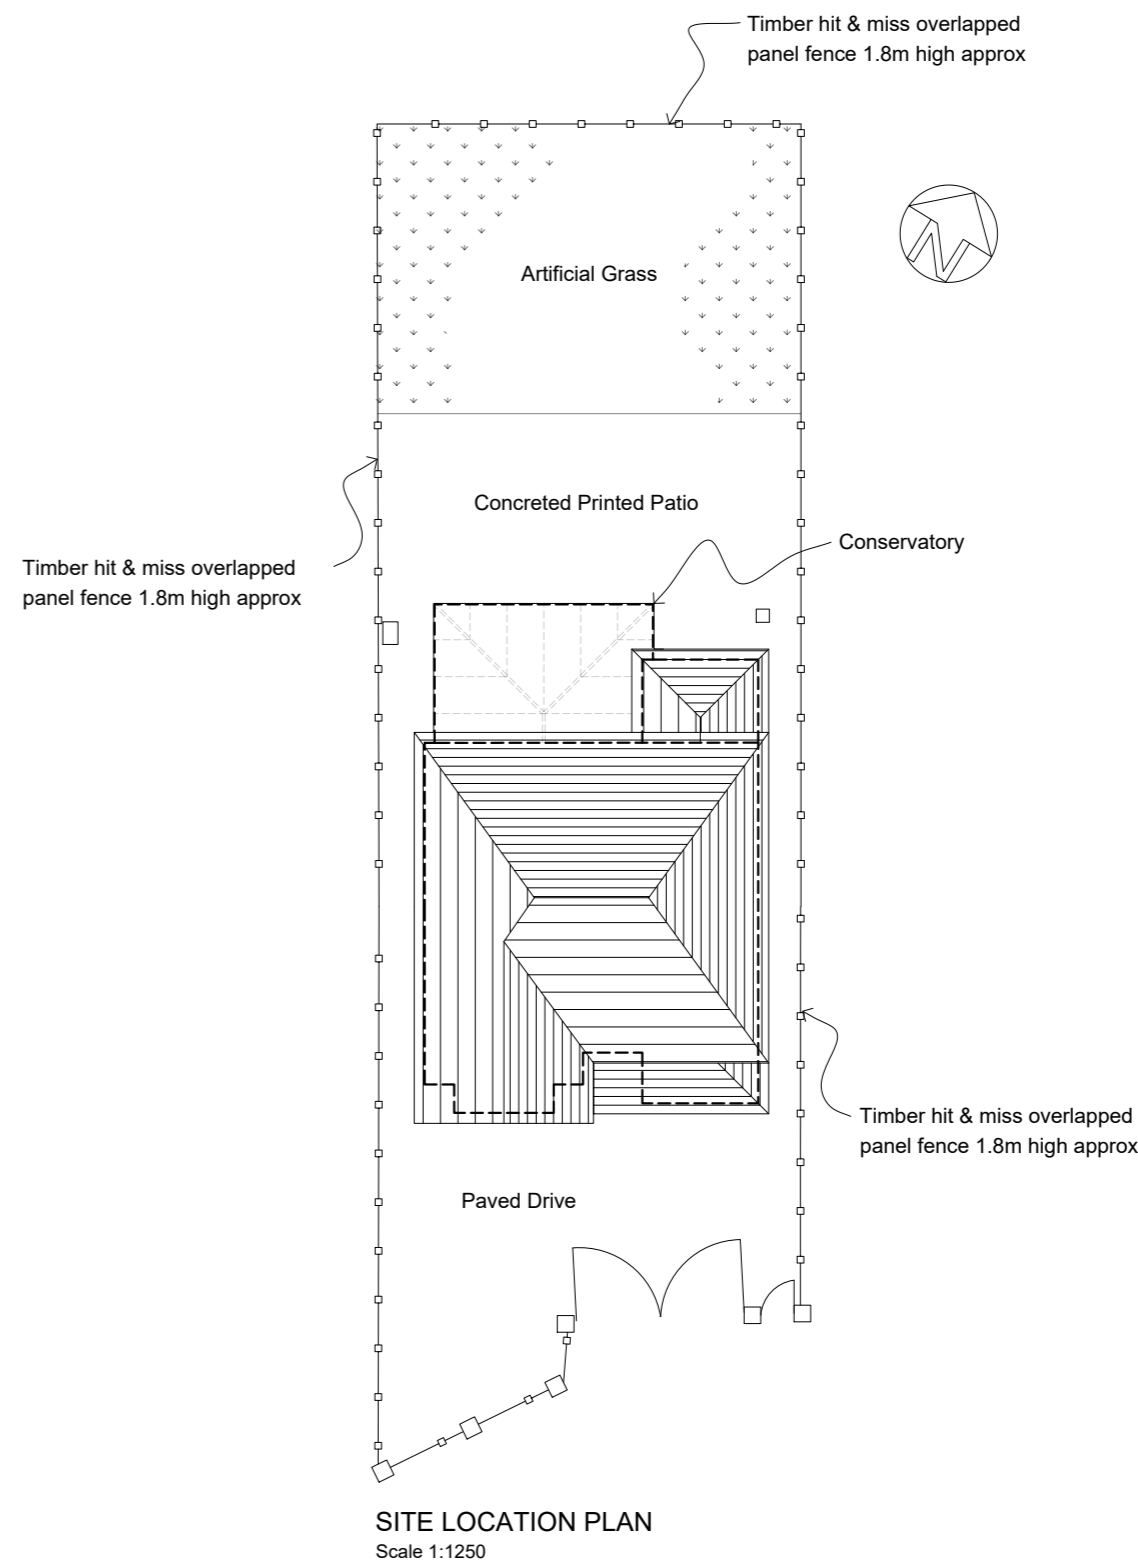 Timber hit & miss overlapped
panel fence 1.8m high approx
N
Artificial Grass
Concreted Printed Patio
Conservatory
Timber hit & miss overlapped
panel fence 1.8m high approx
Timber hit & miss overlapped
panel fence 1.8m high approx
Paved Drive
SITE LOCATION PLAN
Scale 1:1250